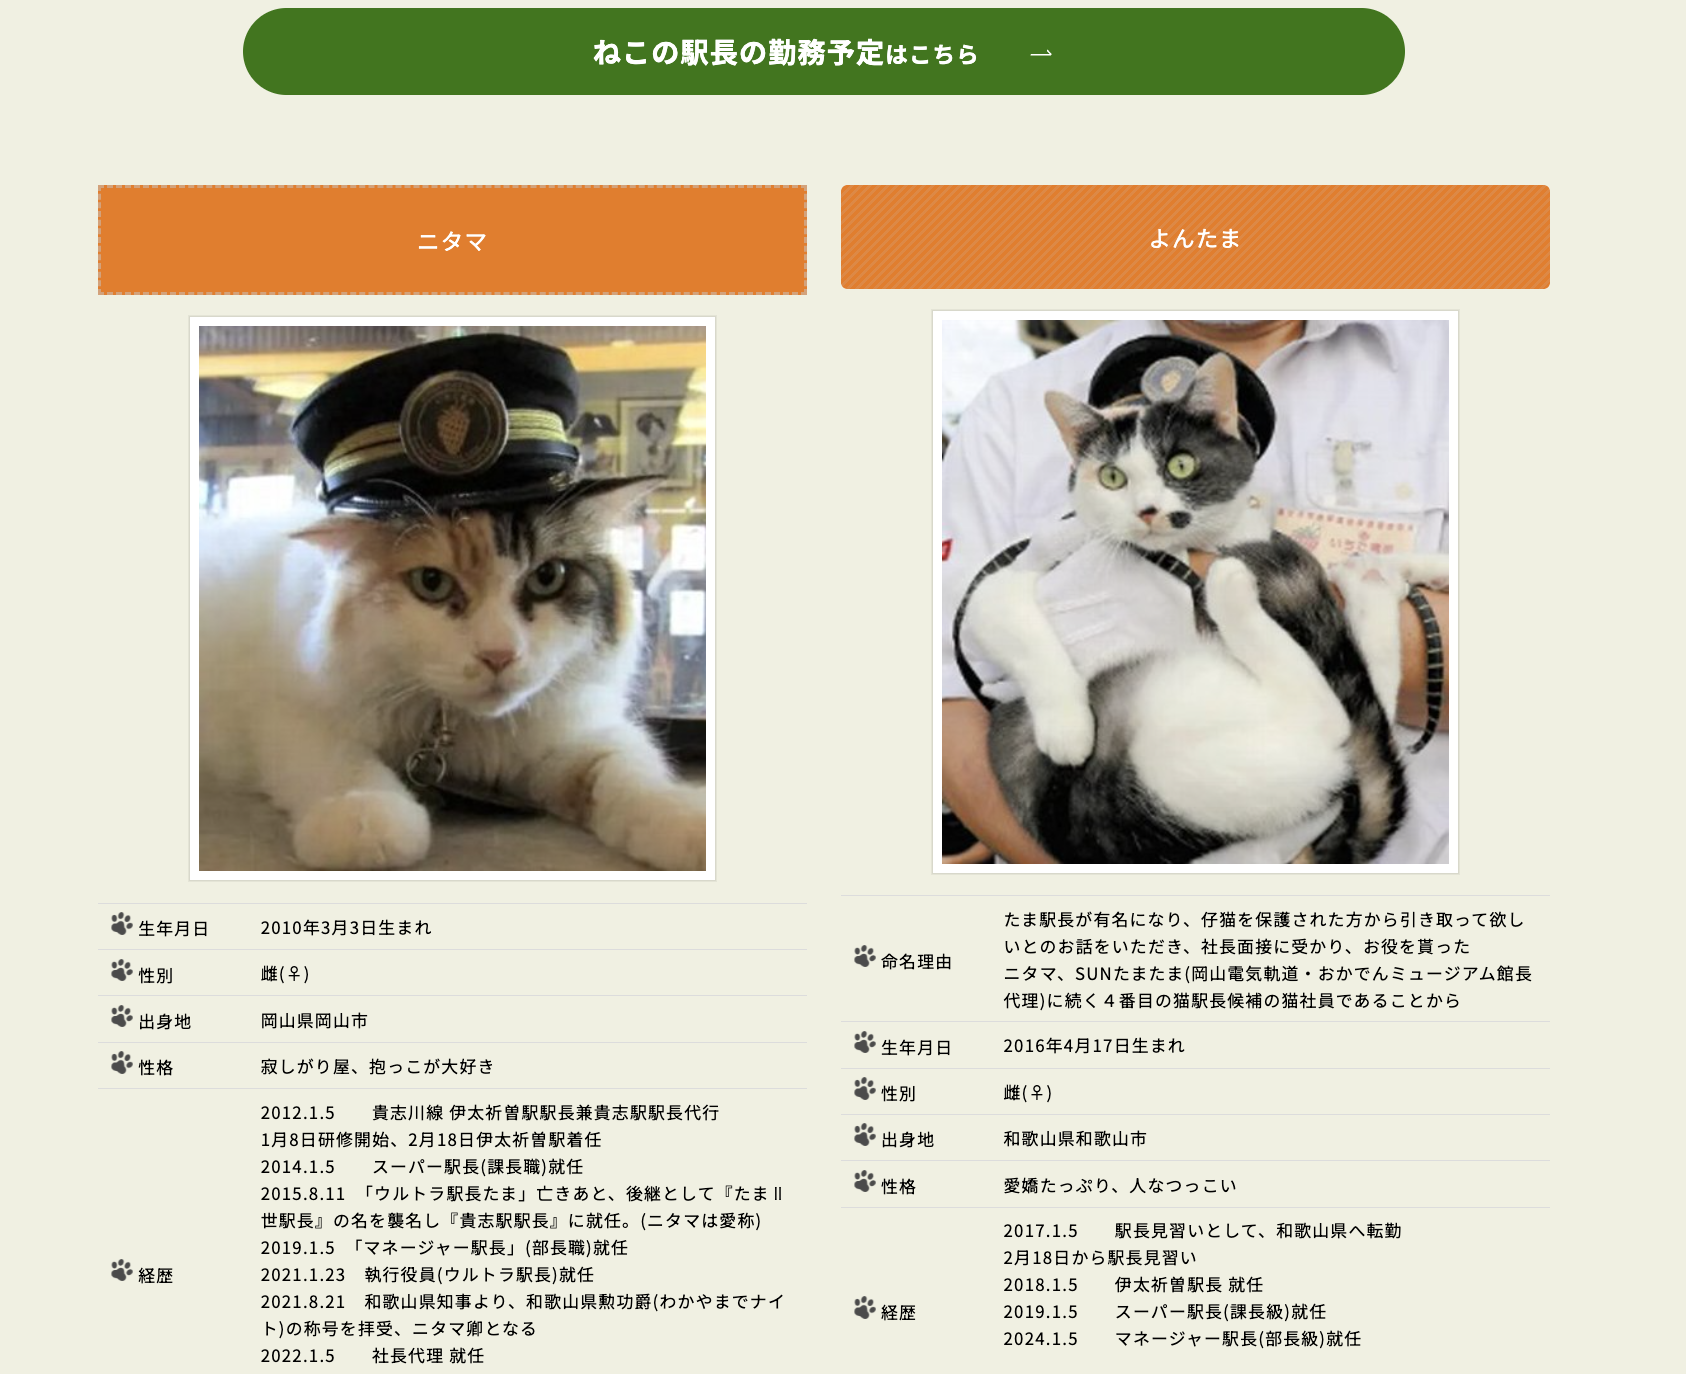 ねこの駅長の勤務予定はこちら
ニタマ
生年月日 2010年3月3日生まれ
性別 雌(♀)
出身地 岡山県岡山市
性格 寂しがり屋、抱っこが大好き
経歴
2012.1.5　　貴志川線 伊太祈曽駅駅長兼貴志駅駅長代行
1月8日研修開始、2月18日伊太祈曽駅着任
2014.1.5　　スーパー駅長(課長職)就任
2015.8.11　「ウルトラ駅長たま」亡きあと、後継として『たまⅡ
世駅長』の名を襲名し『貴志駅駅長』に就任。(ニタマは愛称)
2019.1.5　「マネージャー駅長」(部長職)就任
2021.1.23　執行役員(ウルトラ駅長)就任
2021.8.21　和歌山県知事より、和歌山県勲功爵(わかやまでナイ
ト)の称号を拝受、ニタマ卿となる
2022.1.5　　社長代理 就任
よんたま
いちご電車
命名理由
たま駅長が有名になり、仔猫を保護された方から引き取って欲し
いとのお話をいただき、社長面接に受かり、お役を貰った
ニタマ、SUNたまたま(岡山電気軌道・おかでんミュージアム館長
代理)に続く４番目の猫駅長候補の猫社員であることから
生年月日 2016年4月17日生まれ
性別 雌(♀)
出身地 和歌山県和歌山市
性格 愛嬌たっぷり、人なつっこい
経歴
2017.1.5　　駅長見習いとして、和歌山県へ転勤
2月18日から駅長見習い
2018.1.5　　伊太祈曽駅長 就任
2019.1.5　　スーパー駅長(課長級)就任
2024.1.5　　マネージャー駅長(部長級)就任